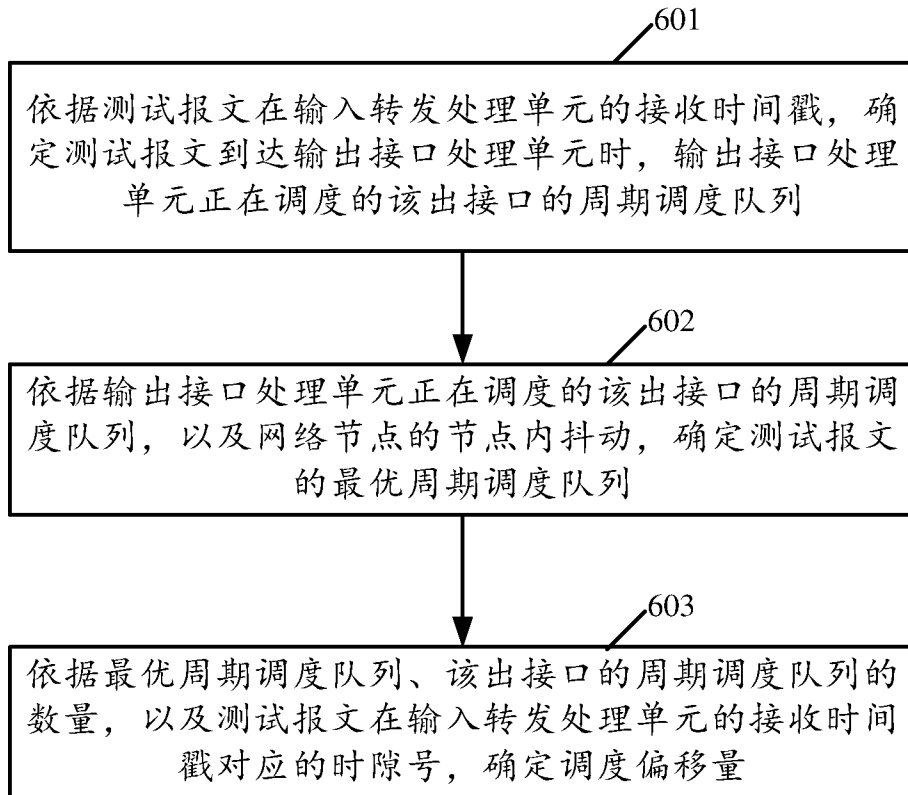 601
依据测试报文在输入转发处理单元的接收时间戳，确
定测试报文到达输出接口处理单元时，输出接口处理
单元正在调度的该出接口的周期调度队列
602
依据输出接口处理单元正在调度的该出接口的周期调
度队列，以及网络节点的节点内抖动，确定测试报文
的最优周期调度队列
603
依据最优周期调度队列、该出接口的周期调度队列的
数量，以及测试报文在输入转发处理单元的接收时间
戳对应的时隙号，确定调度偏移量